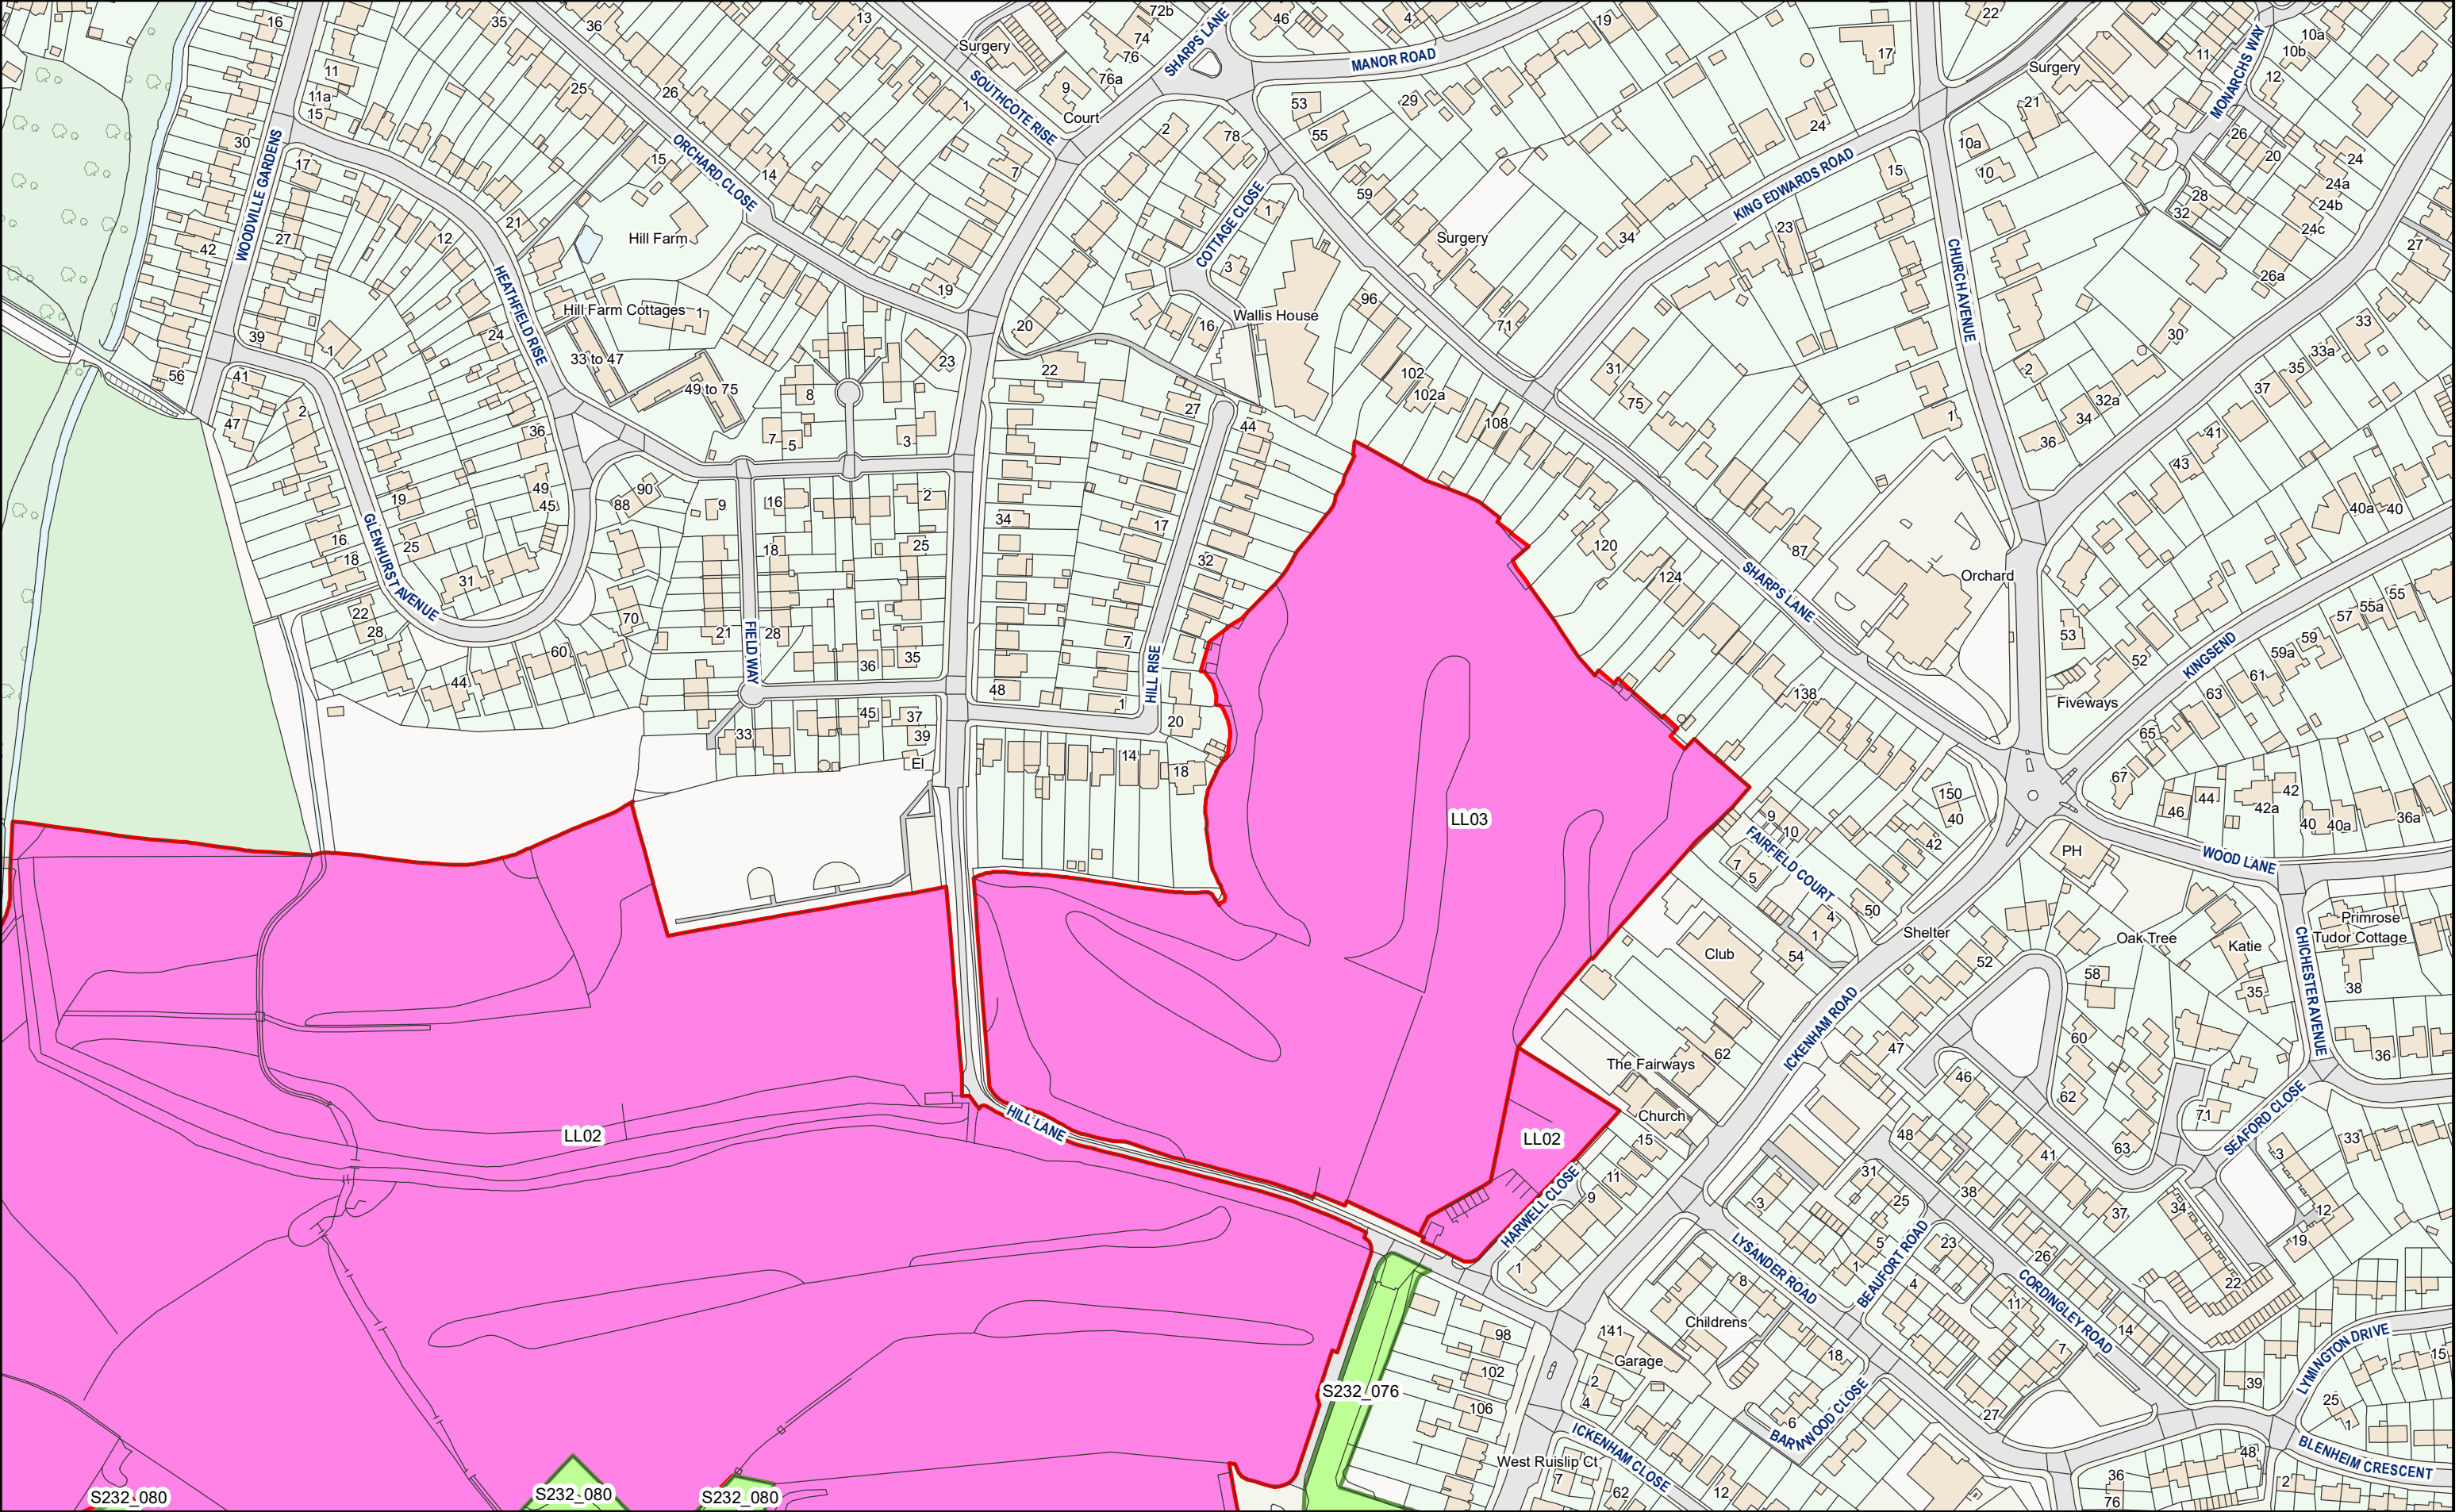 16
35
36
13
72b
SHARPS LANE
46
4
19
22
MONARCHS WAY
10a
10b
Surgery
74
76
MANOR ROAD
17
11
Surgery
12
11
11a
15
25
26
SOUTHCOTE RISE
1
9
76a
Court
53
29
55
24
21
26
30
WOODVILLE GARDENS
17
15
ORCHARD CLOSE
14
7
2
78
59
KING EDWARDS ROAD
15
10a
10
20
24
24a
24b
24c
28
32
42
27
12
21
Hill Farm
COTTAGE CLOSE
1
3
Surgery
34
23
CHURCH AVENUE
26a
27
HEATHFIELD RISE
19
Hill Farm Cottages
1
20
16
Wallis House
96
71
30
33
39
1
24
33 to 47
23
22
33a
35
56
41
49 to 75
8
102
102a
31
2
37
2
47
36
7
5
3
27
44
108
75
1
36
34
32a
41
43
19
49
45
90
88
9
16
2
34
17
120
87
40a
40
16
18
25
GLENHURST AVENUE
31
18
25
32
124
SHARPS LANE
Orchard
55
55a
57
22
28
70
21
FIELD WAY
28
35
36
7
HILL RISE
53
59
59a
KINGSEND
52
60
44
48
1
20
138
Fiveways
63
61
33
45
37
39
El
14
18
65
67
LL03
150
40
46
44
42
42a
40
40a
36a
9
10
FAIRFIELD COURT
7
5
42
PH
WOOD LANE
50
4
1
Shelter
Oak Tree
Katie
Primrose
Tudor Cottage
Club
54
52
58
35
38
CHICHESTER AVENUE
ICKENHAM ROAD
60
47
36
The Fairways
62
46
62
SEAFORD CLOSE
HILL LANE
LL02
LL02
Church
15
48
71
63
33
3
41
11
9
HARWELL CLOSE
31
25
38
3
37
34
12
19
1
LYSANDER ROAD
5
1
BEAUFORT ROAD
23
26
22
8
4
11
CORDINGLEY ROAD
Childrens
14
98
141
Garage
18
7
LYMINGTON DRIVE
15
S232_076
102
2
4
39
106
6
BARNWOOD CLOSE
27
25
1
ICKENHAM CLOSE
West Ruislip Ct
7
62
12
48
BLENHEIM CRESCENT
2
36
76
S232_080
S232_080
S232_080